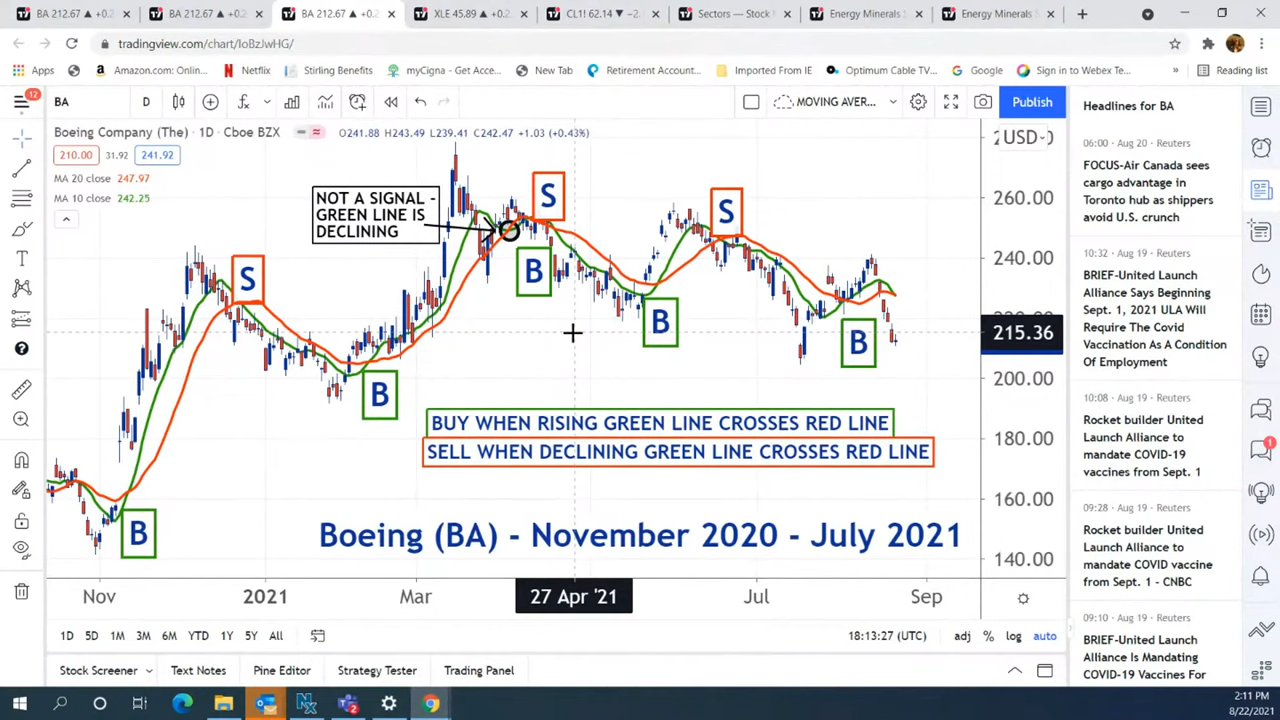 BA 212.67 ▲ +0.2
BA 212.67 ▲ +0.2
BA 212.67 ▲ +0.2
XLE 45.89 ▲ +0.2
CL1! 62.14 ▼ −2.
Sectors — Stock
Energy Minerals S
Energy Minerals S
tradingview.com/chart/IoBzJwHG/
Apps
Amazon.com: Onlin...
Netflix
Stirling Benefits
myCigna - Get Acce...
New Tab
Retirement Account...
Imported From IE
Optimum Cable TV...
Google
Sign in to Webex Te...
»
Reading list
12
BA
D
MOVING AVER...
Publish
Headlines for BA
Boeing Company (The) · 1D · Cboe BZX
O241.88 H243.49 L239.41 C242.47 +1.03 (+0.43%)
USD
210.00 31.92 241.92
MA 20 close 247.97
MA 10 close 242.25
NOT A SIGNAL -
GREEN LINE IS
DECLINING
S
S
S
B
B
B
B
B
B
260.00
240.00
215.36
200.00
180.00
160.00
140.00
BUY WHEN RISING GREEN LINE CROSSES RED LINE
SELL WHEN DECLINING GREEN LINE CROSSES RED LINE
Boeing (BA) - November 2020 - July 2021
Nov
2021
Mar
27 Apr '21
Jul
Sep
1D 5D 1M 3M 6M YTD 1Y 5Y All
18:13:27 (UTC)
adj % log auto
Stock Screener
Text Notes
Pine Editor
Strategy Tester
Trading Panel
06:00 · Aug 20 · Reuters
FOCUS-Air Canada sees
cargo advantage in
Toronto hub as shippers
avoid U.S. crunch
10:32 · Aug 19 · Reuters
BRIEF-United Launch
Alliance Says Beginning
Sept. 1, 2021 ULA Will
Require The Covid
Vaccination As A Condition
Of Employment
10:08 · Aug 19 · Reuters
Rocket builder United
Launch Alliance to
mandate COVID-19
vaccines from Sept. 1
09:28 · Aug 19 · Reuters
Rocket builder United
Launch Alliance to
mandate COVID vaccine
from Sept. 1 - CNBC
09:10 · Aug 19 · Reuters
BRIEF-United Launch
Alliance Is Mandating
COVID-19 Vaccines For
1
2:11 PM
8/22/2021